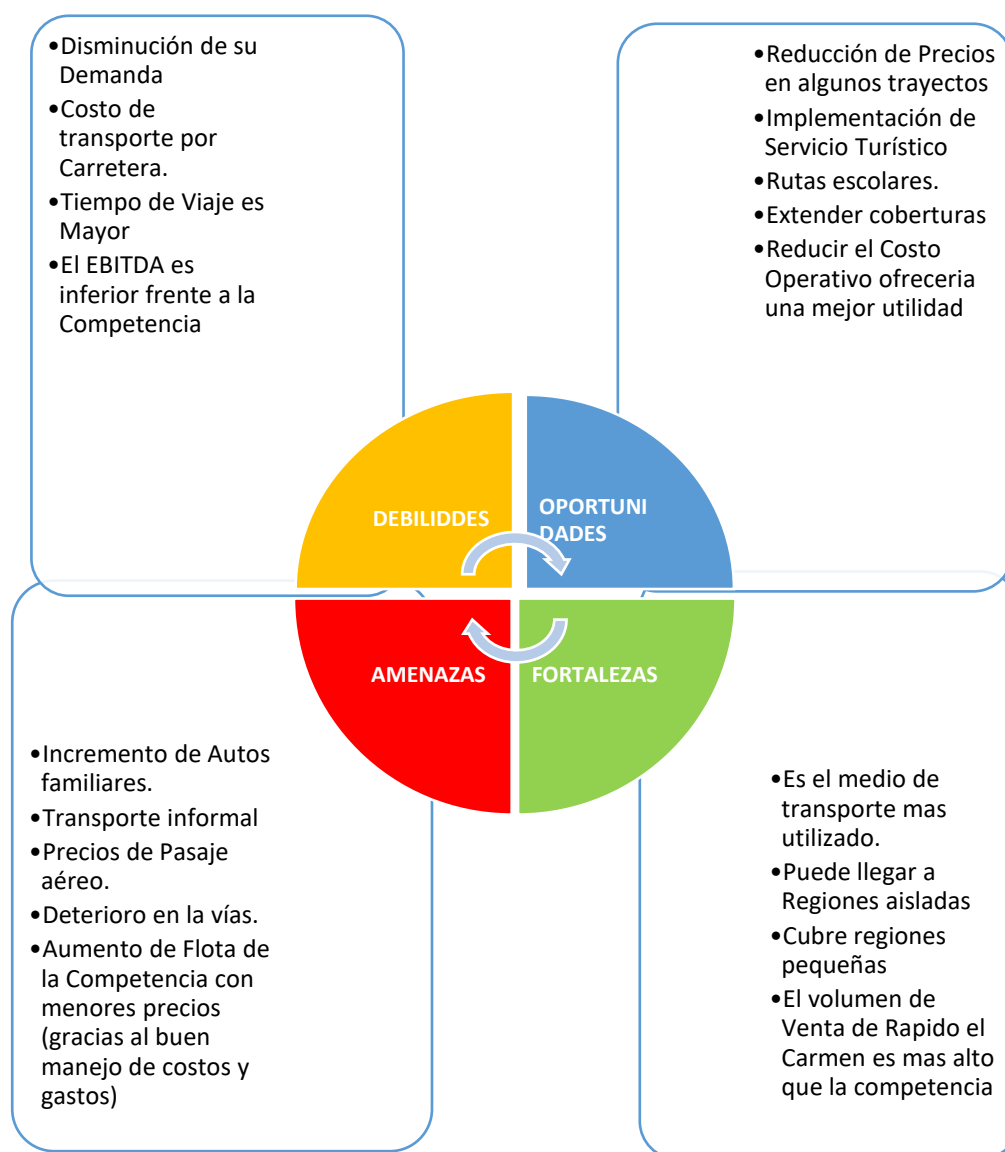 •Disminución de su
Demanda
•Costo de
transporte por
Carretera.
•Tiempo de Viaje es
Mayor
•El EBITDA es
inferior frente a la
Competencia
•Reducción de Precios
en algunos trayectos
•Implementación de
Servicio Turístico
•Rutas escolares.
•Extender coberturas
•Reducir el Costo
Operativo ofreceria
una mejor utilidad
DEBILIDDES
OPORTUNI
DADES
AMENAZAS
FORTALEZAS
•Incremento de Autos
familiares.
•Transporte informal
•Precios de Pasaje
aéreo.
•Deterioro en la vías.
•Aumento de Flota de
la Competencia con
menores precios
(gracias al buen
manejo de costos y
gastos)
•Es el medio de
transporte mas
utilizado.
•Puede llegar a
Regiones aisladas
•Cubre regiones
pequeñas
•El volumen de
Venta de Rapido el
Carmen es mas alto
que la competencia